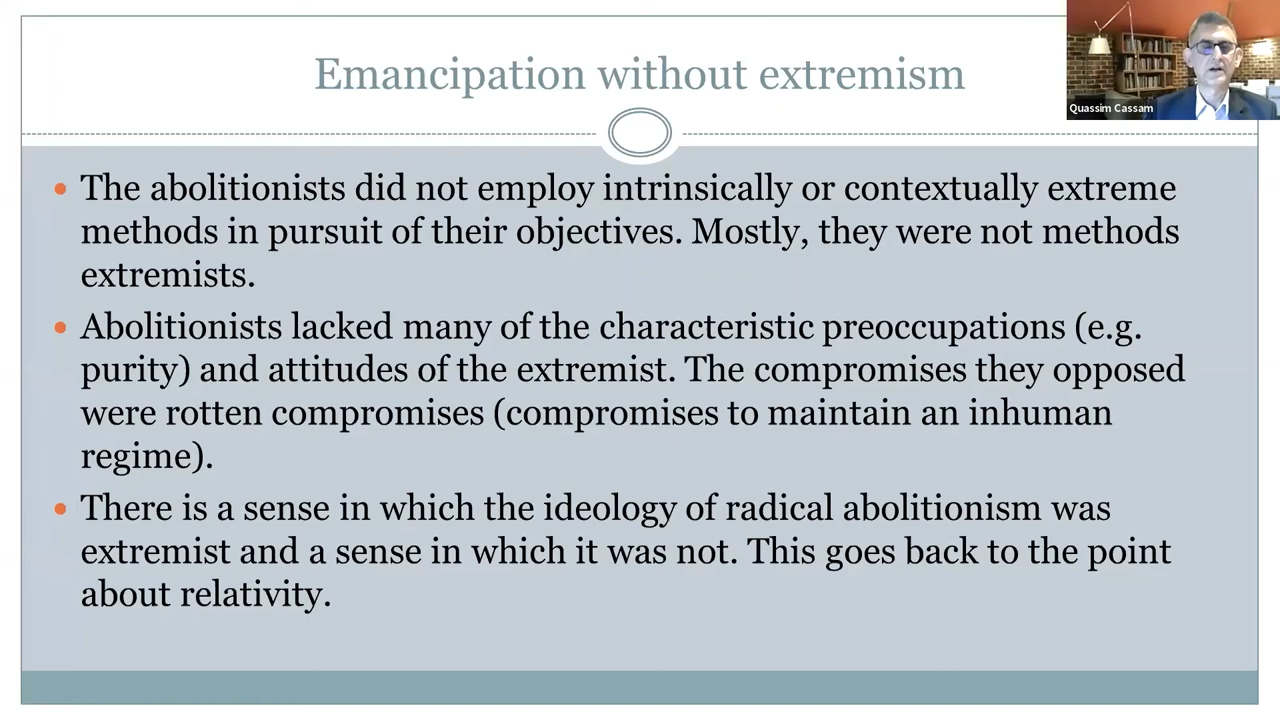 Emancipation without extremism
Quassim Cassam
• The abolitionists did not employ intrinsically or contextually extreme
methods in pursuit of their objectives. Mostly, they were not methods
extremists.
• Abolitionists lacked many of the characteristic preoccupations (e.g.
purity) and attitudes of the extremist. The compromises they opposed
were rotten compromises (compromises to maintain an inhuman
regime).
• There is a sense in which the ideology of radical abolitionism was
extremist and a sense in which it was not. This goes back to the point
about relativity.